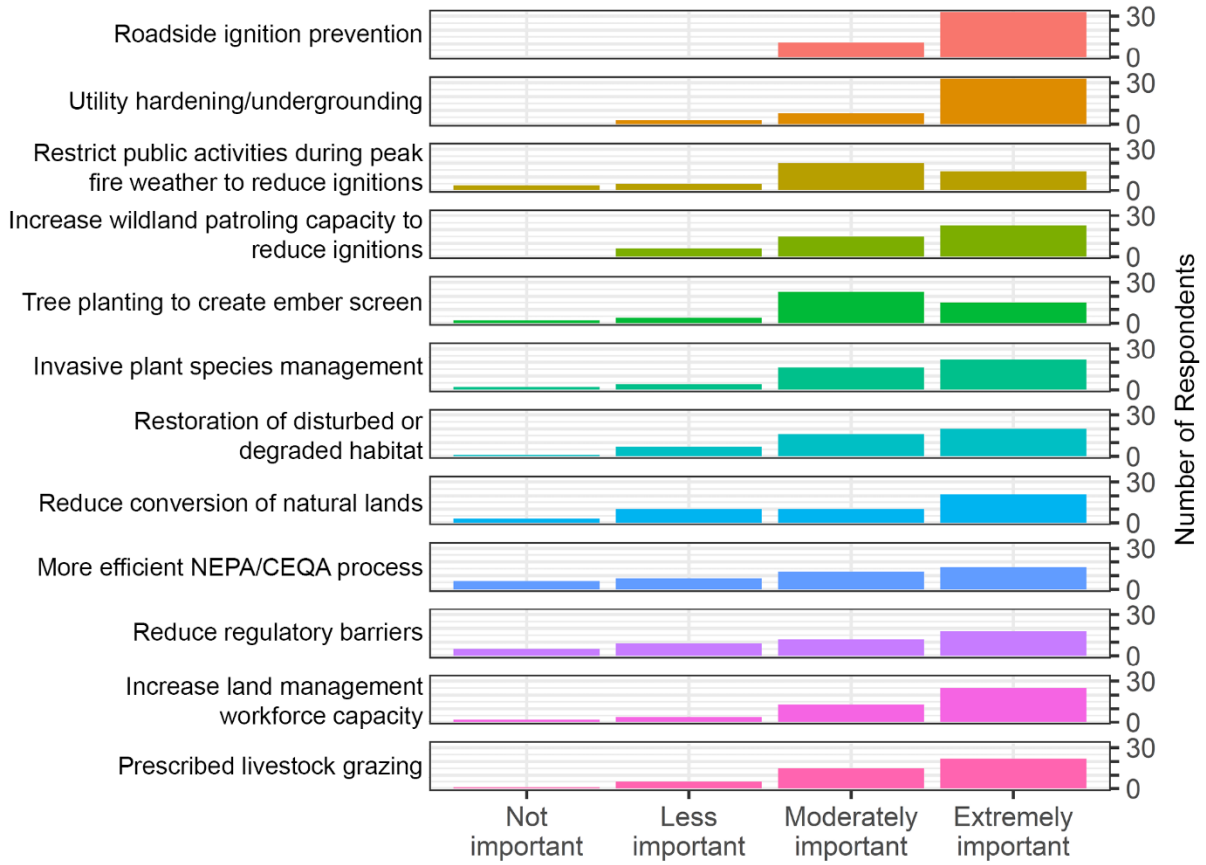 Roadside ignition prevention
30
0
Utility hardening/undergrounding
30
0
Restrict public activities during peak
fire weather to reduce ignitions
30
0
Increase wildland patroling capacity to
reduce ignitions
30
0
Tree planting to create ember screen
30
0
Invasive plant species management
30
0
Restoration of disturbed or
degraded habitat
30
0
Reduce conversion of natural lands
30
0
More efficient NEPA/CEQA process
30
0
Reduce regulatory barriers
30
0
Increase land management
workforce capacity
30
0
Prescribed livestock grazing
30
0
Number of Respondents
Not
important
Less
important
Moderately
important
Extremely
important